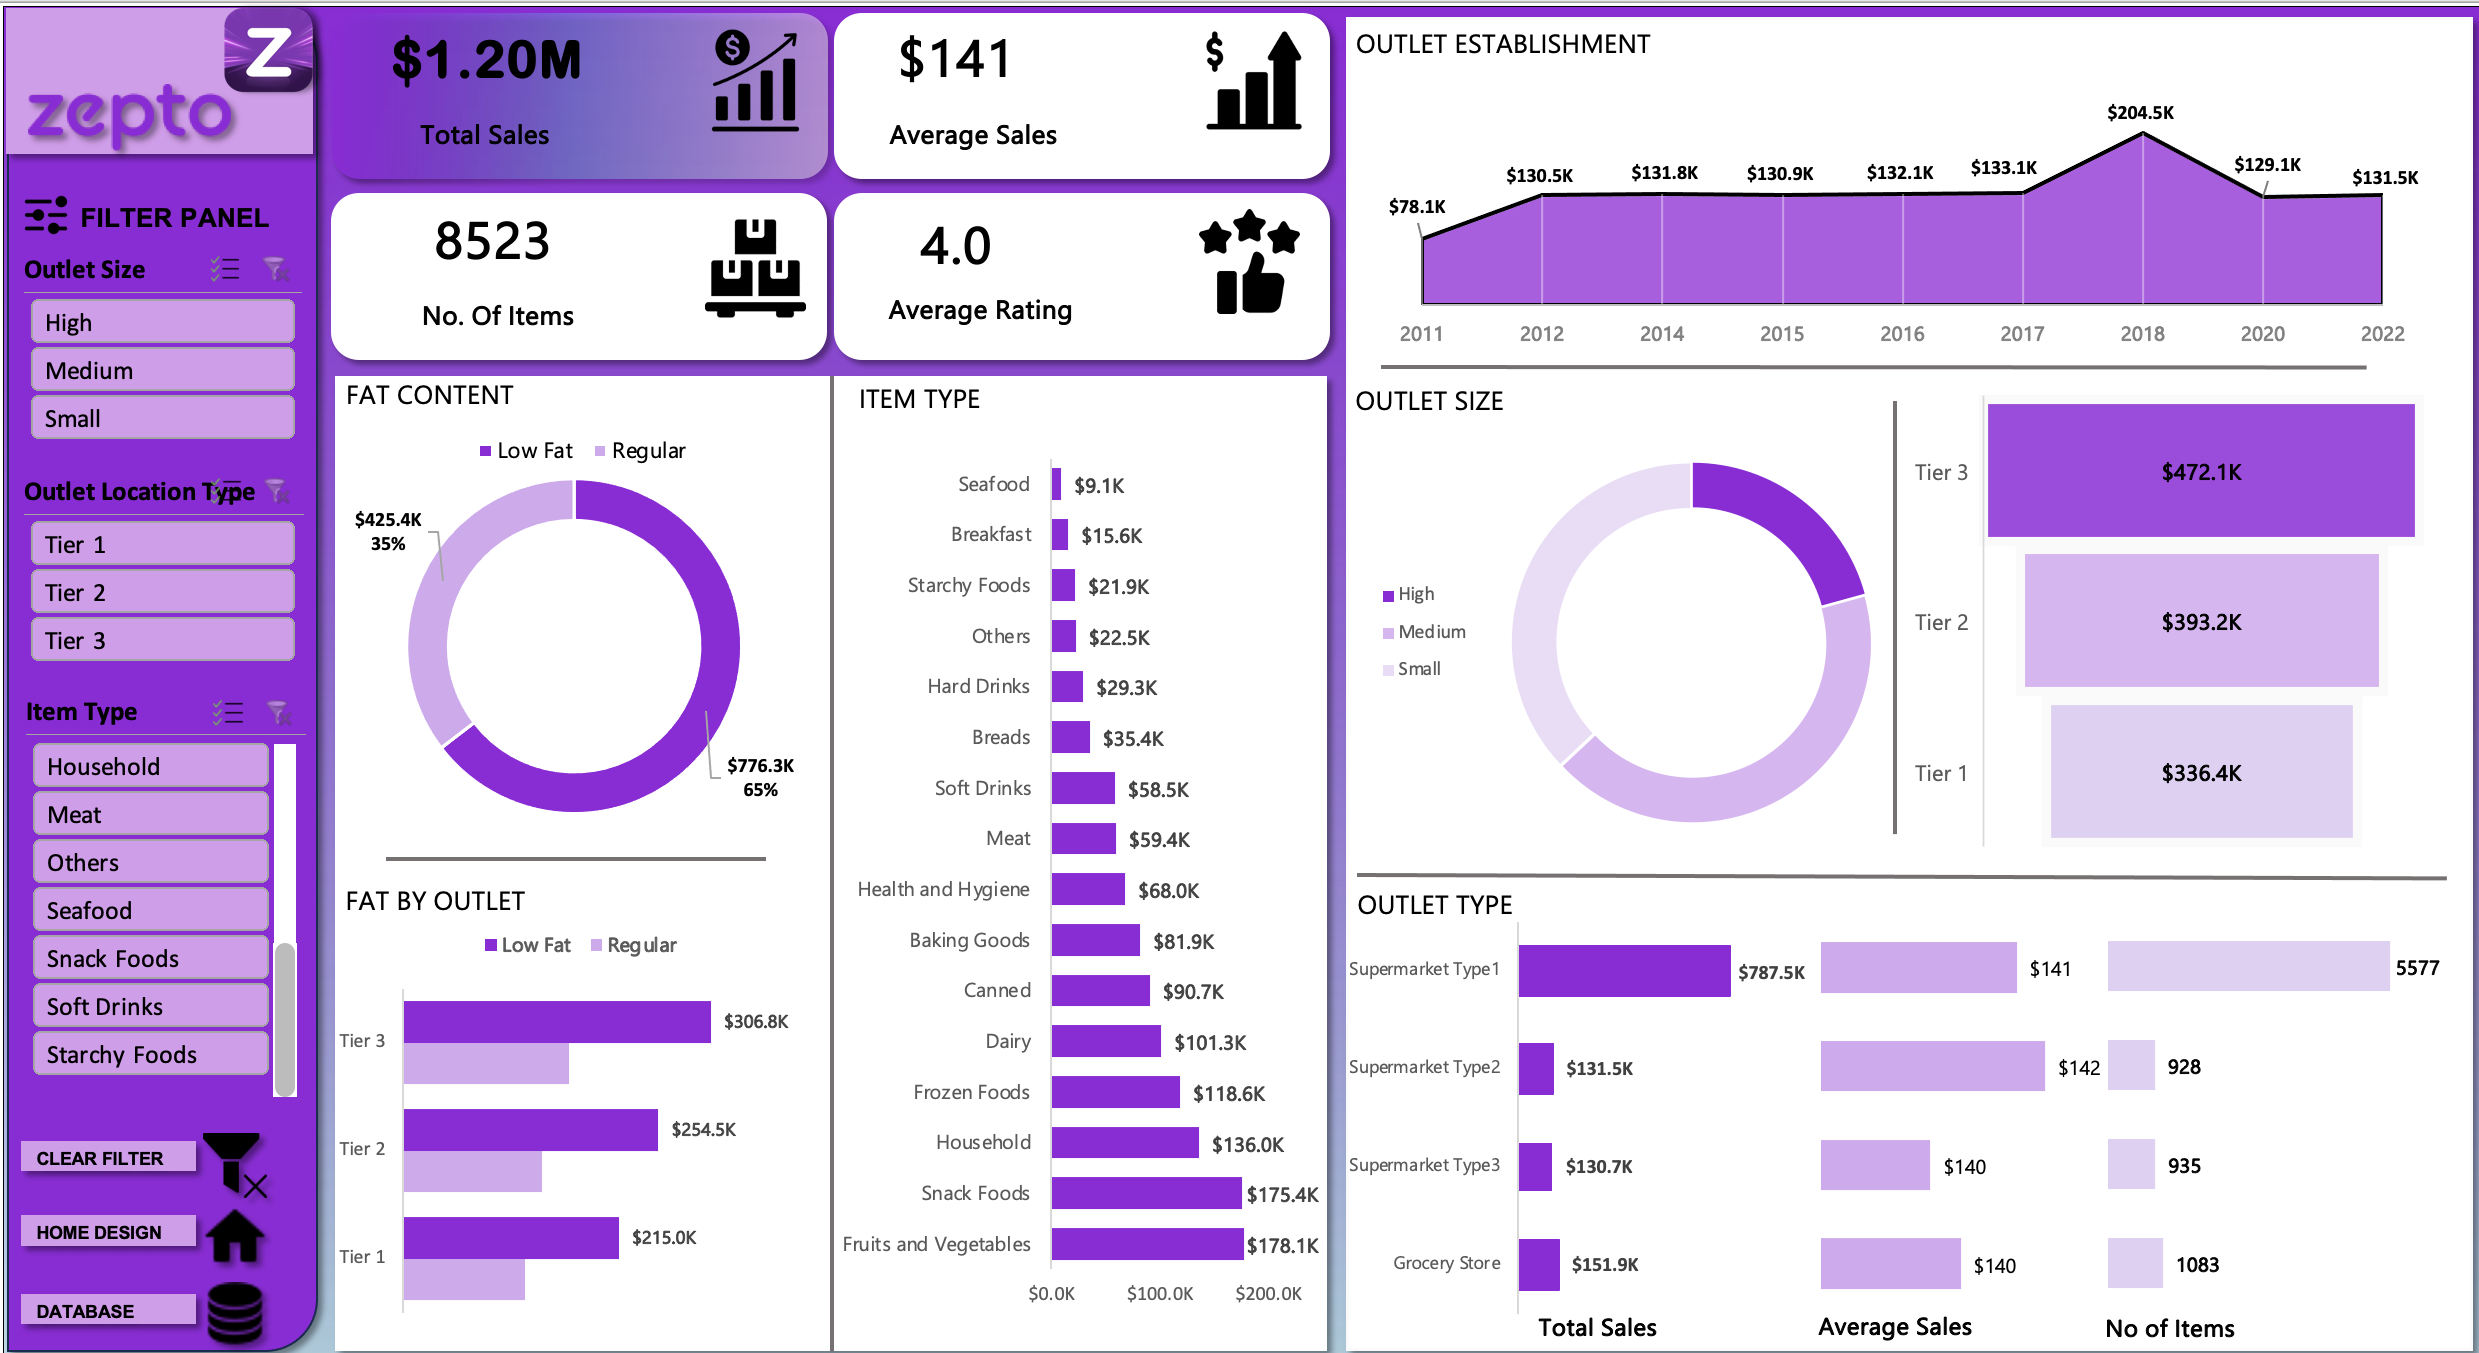 Z
zepto
FILTER PANEL
Outlet Size
High
Medium
Small
Outlet Location Type
Tier 1
Tier 2
Tier 3
Item Type
Household
Meat
Others
Seafood
Snack Foods
Soft Drinks
Starchy Foods
CLEAR FILTER
HOME DESIGN
DATABASE
$1.20M
$
Total Sales
$141
$
Average Sales
8523
No. Of Items
4.0
Average Rating
FAT CONTENT
Low Fat Regular
$425.4K
35%
$776.3K
65%
FAT BY OUTLET
Low Fat Regular
Tier 3 $306.8K
Tier 2 $254.5K
Tier 1 $215.0K
ITEM TYPE
Seafood $9.1K
Breakfast $15.6K
Starchy Foods $21.9K
Others $22.5K
Hard Drinks $29.3K
Breads $35.4K
Soft Drinks $58.5K
Meat $59.4K
Health and Hygiene $68.0K
Baking Goods $81.9K
Canned $90.7K
Dairy $101.3K
Frozen Foods $118.6K
Household $136.0K
Snack Foods $175.4K
Fruits and Vegetables $178.1K
$0.0K $100.0K $200.0K
OUTLET ESTABLISHMENT
$78.1K $130.5K $131.8K $130.9K $132.1K $133.1K $204.5K $129.1K $131.5K
2011 2012 2014 2015 2016 2017 2018 2020 2022
OUTLET SIZE
High
Medium
Small
Tier 3 $472.1K
Tier 2 $393.2K
Tier 1 $336.4K
OUTLET TYPE
Supermarket Type1 $787.5K $141 5577
Supermarket Type2 $131.5K $142 928
Supermarket Type3 $130.7K $140 935
Grocery Store $151.9K $140 1083
Total Sales Average Sales No of Items